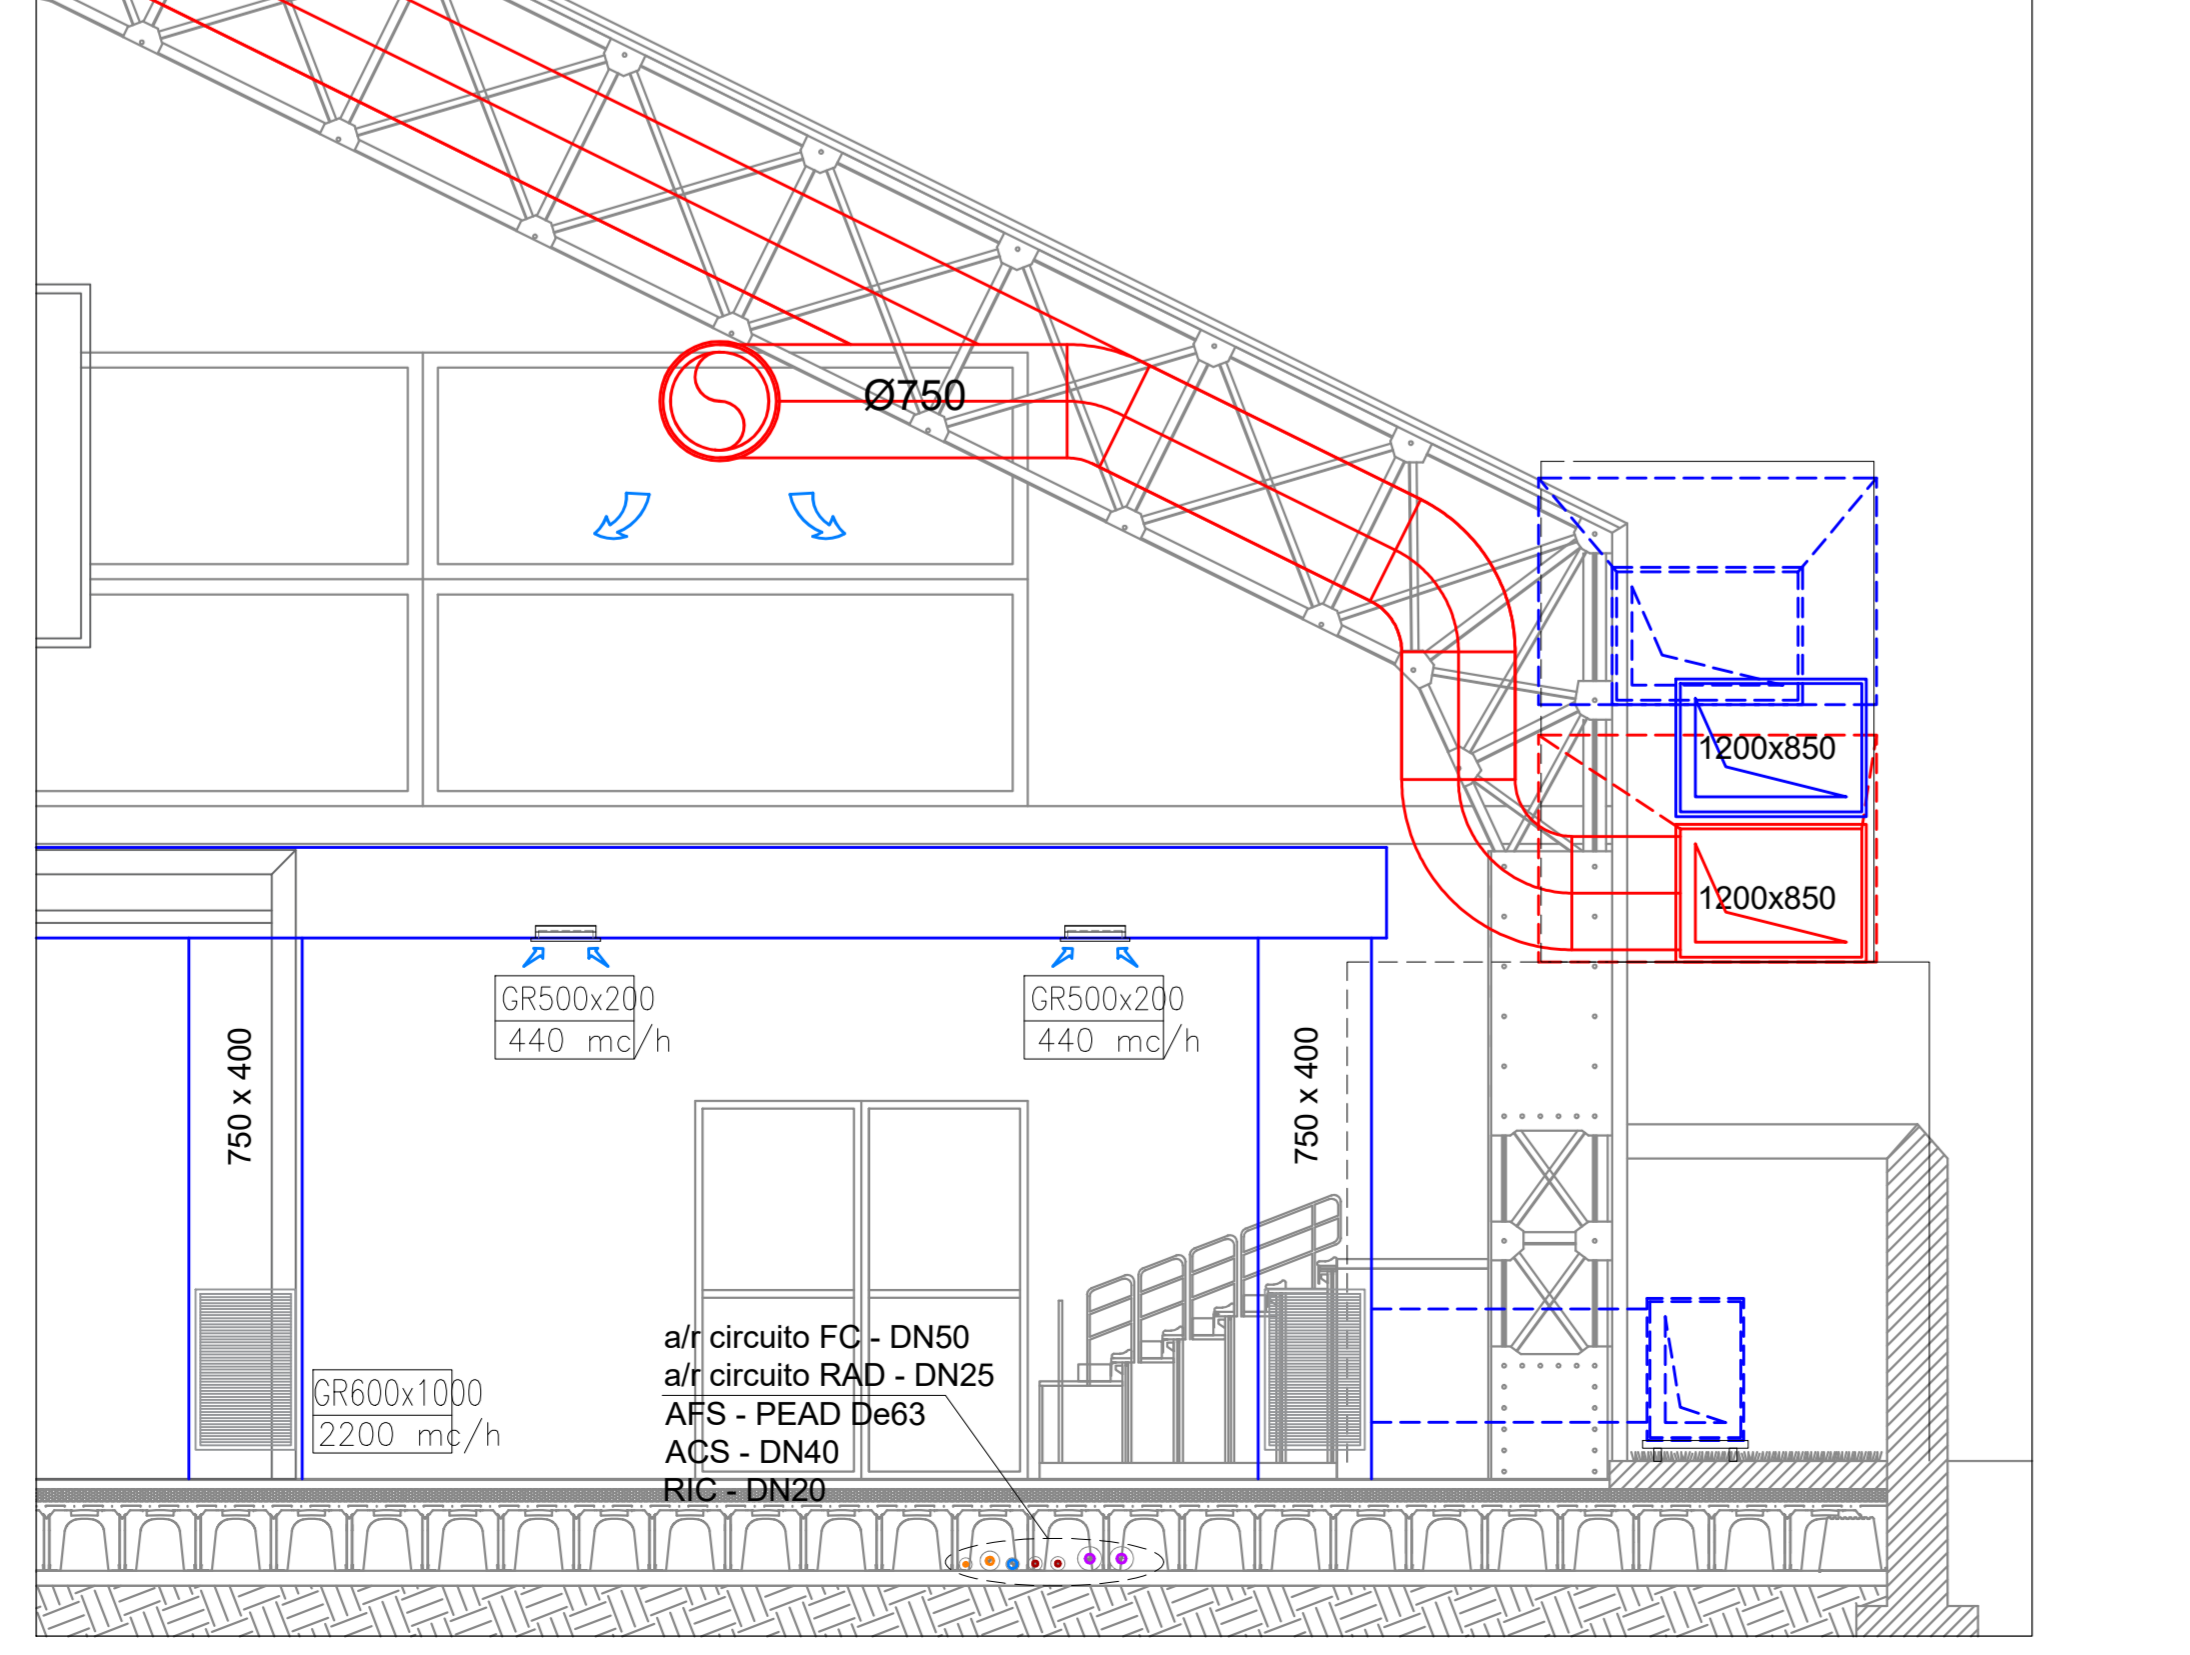 Ø750
1200x850
1200x850
GR500x200
440 mc/h
GR500x200
440 mc/h
750 x 400
750 x 400
a/r circuito FC - DN50
a/r circuito RAD - DN25
AFS - PEAD De63
ACS - DN40
RIC - DN20
GR600x1000
2200 mc/h